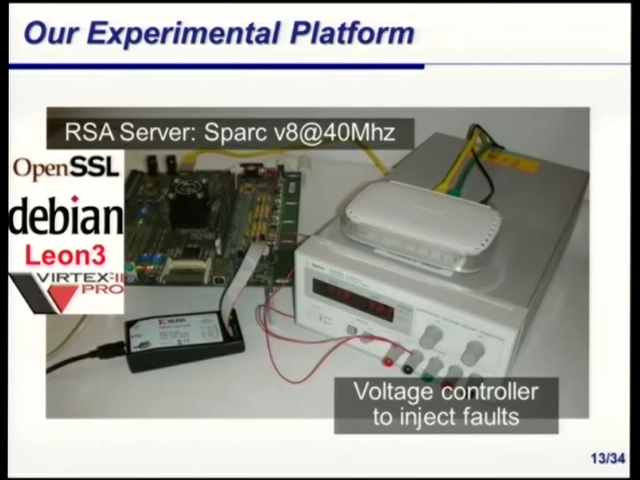 Our Experimental Platform
RSA Server: Sparc v8@40Mhz
OpenSSL
debian
Leon3
VIRTEX-II
PRO
XILINX
Voltage controller
to inject faults
13/34